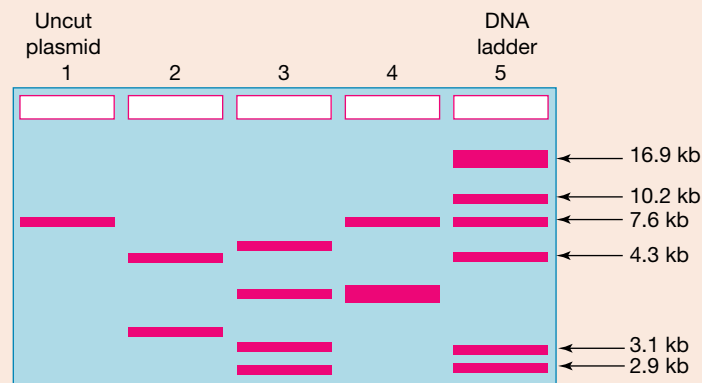 Uncut
plasmid
1
2
3
4
DNA
ladder
5
16.9 kb
10.2 kb
7.6 kb
4.3 kb
3.1 kb
2.9 kb